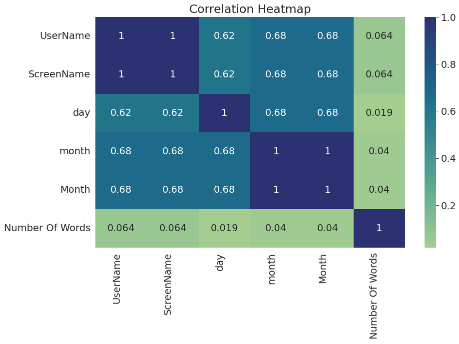 Correlation Heatmap
UserName 1 1 0.62 0.68 0.68 0.064
ScreenName 1 1 0.62 0.68 0.68 0.064
day 0.62 0.62 1 0.68 0.68 0.019
month 0.68 0.68 0.68 1 1 0.04
Month 0.68 0.68 0.68 1 1 0.04
Number Of Words 0.064 0.064 0.019 0.04 0.04 1
UserName
ScreenName
day
month
Month
Number Of Words
1.0
0.8
0.6
0.4
0.2